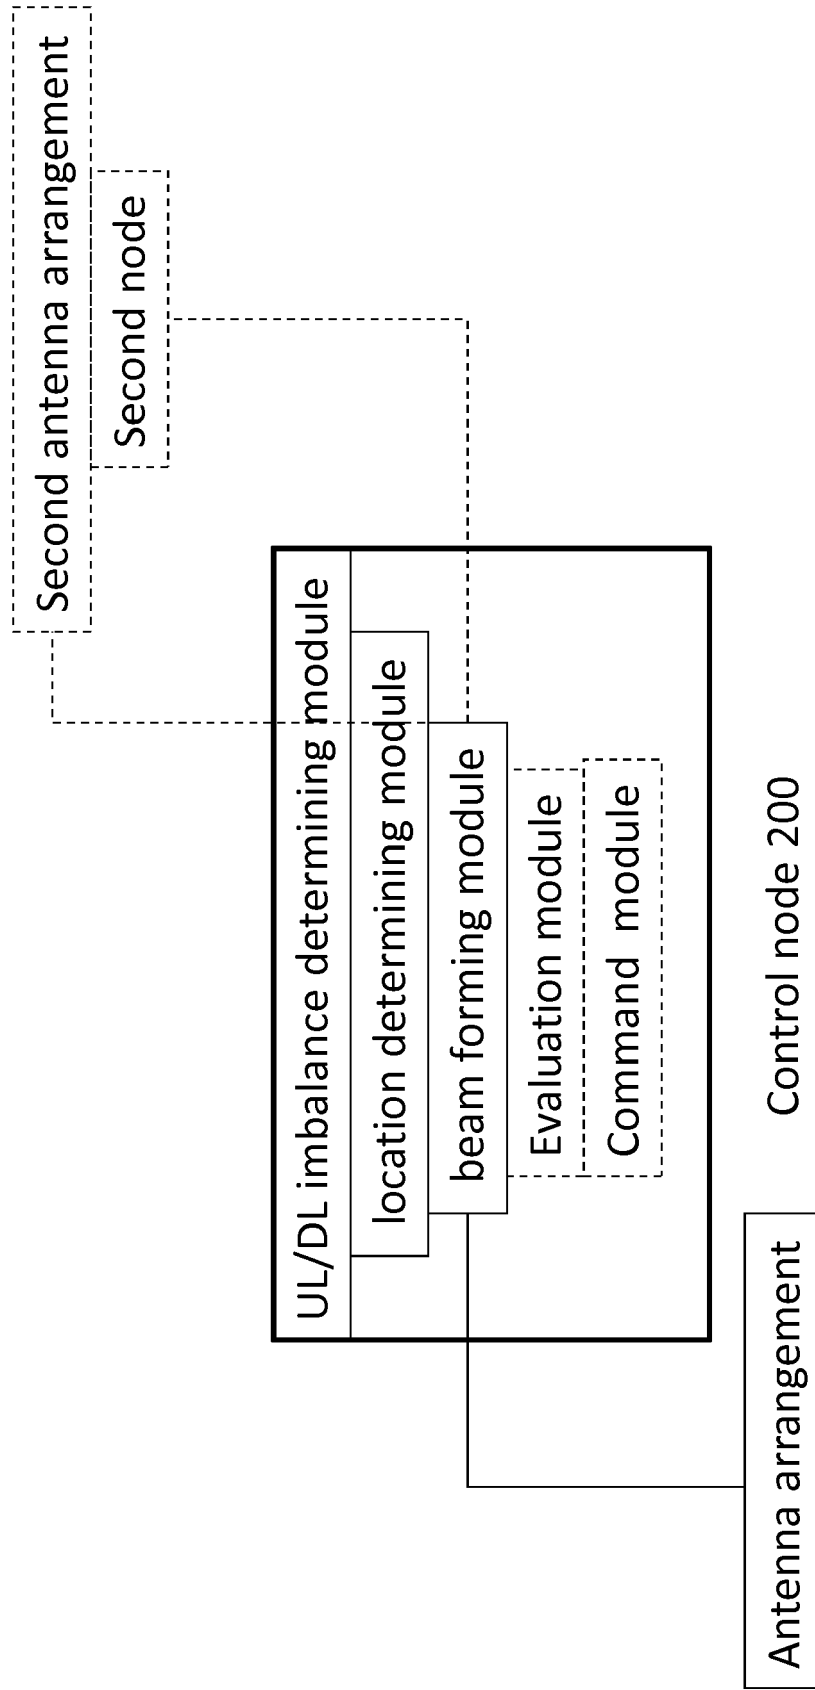 Second antenna arrangement
Second node
UL/DL imbalance determining module
location determining module
beam forming module
Evaluation module
Command module
Control node 200
Antenna arrangement